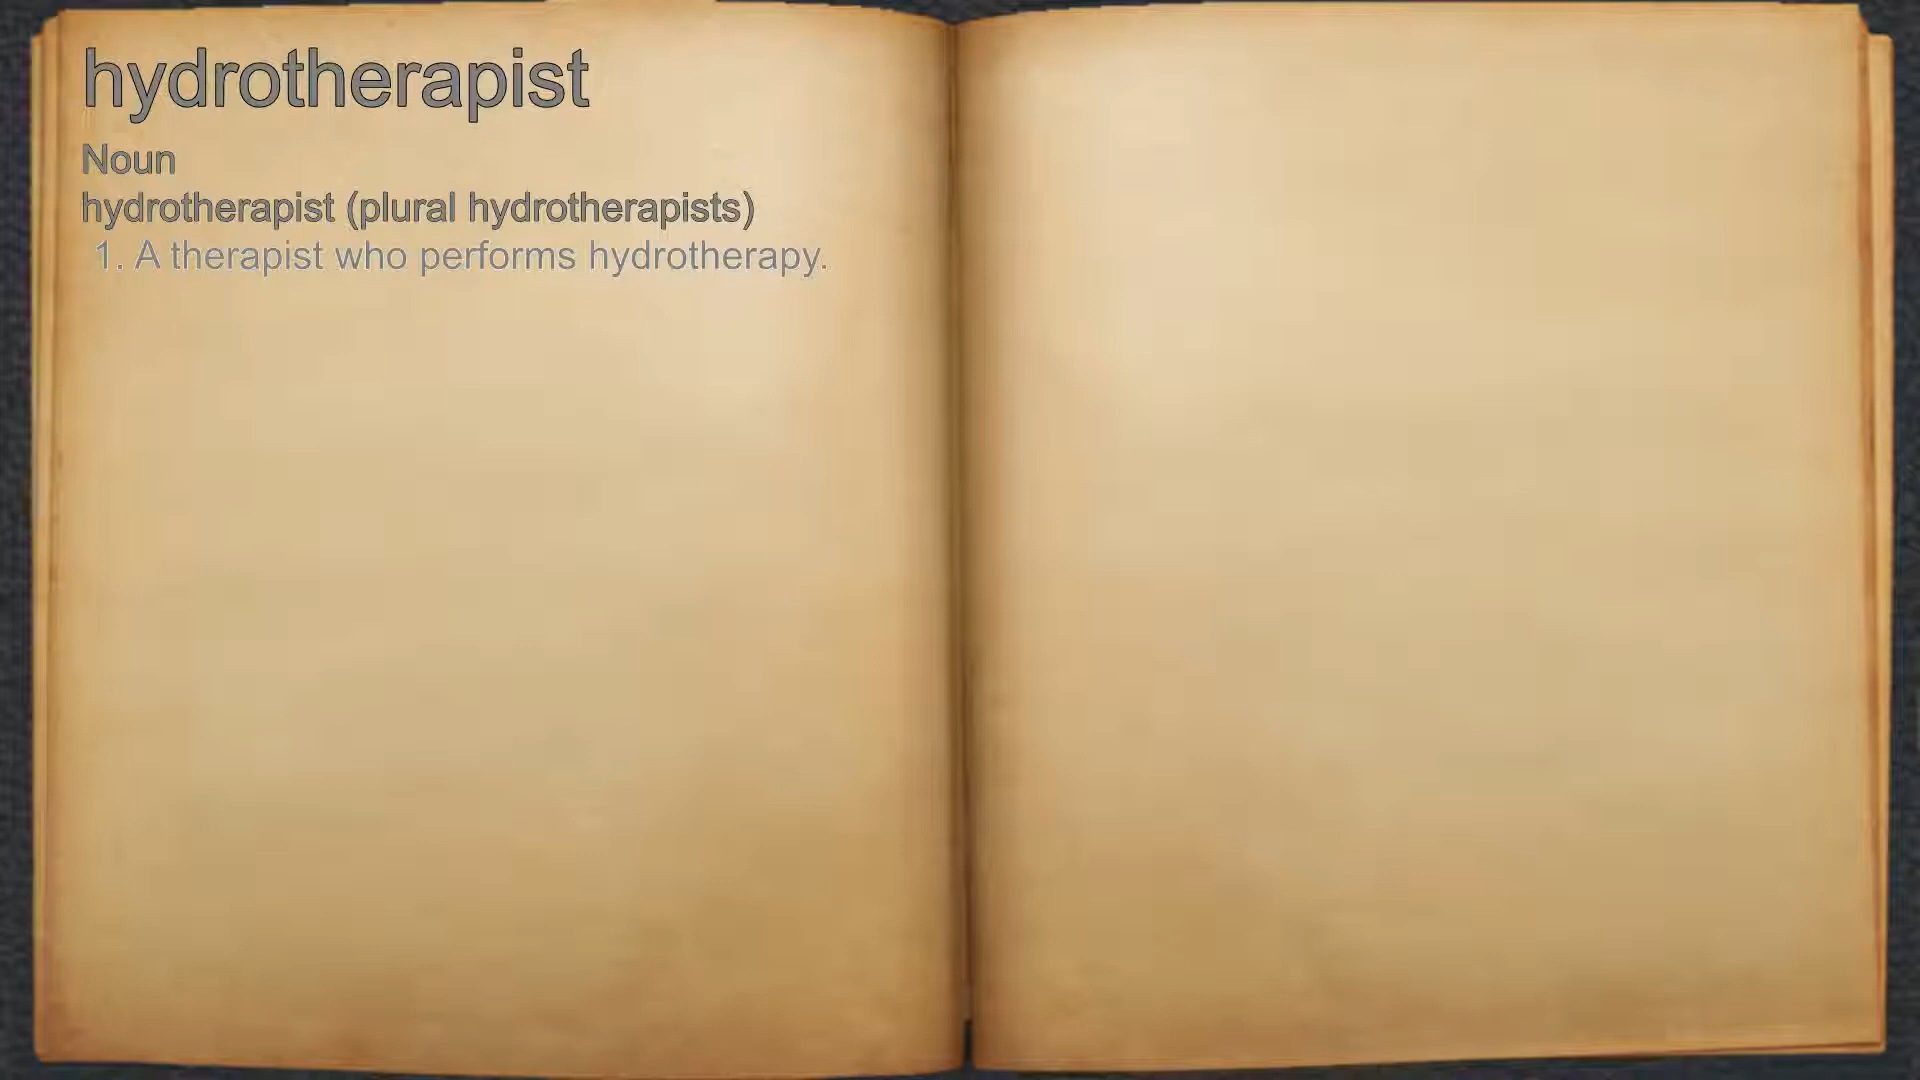 hydrotherapist
Noun
hydrotherapist (plural hydrotherapists)
1. A therapist who performs hydrotherapy.